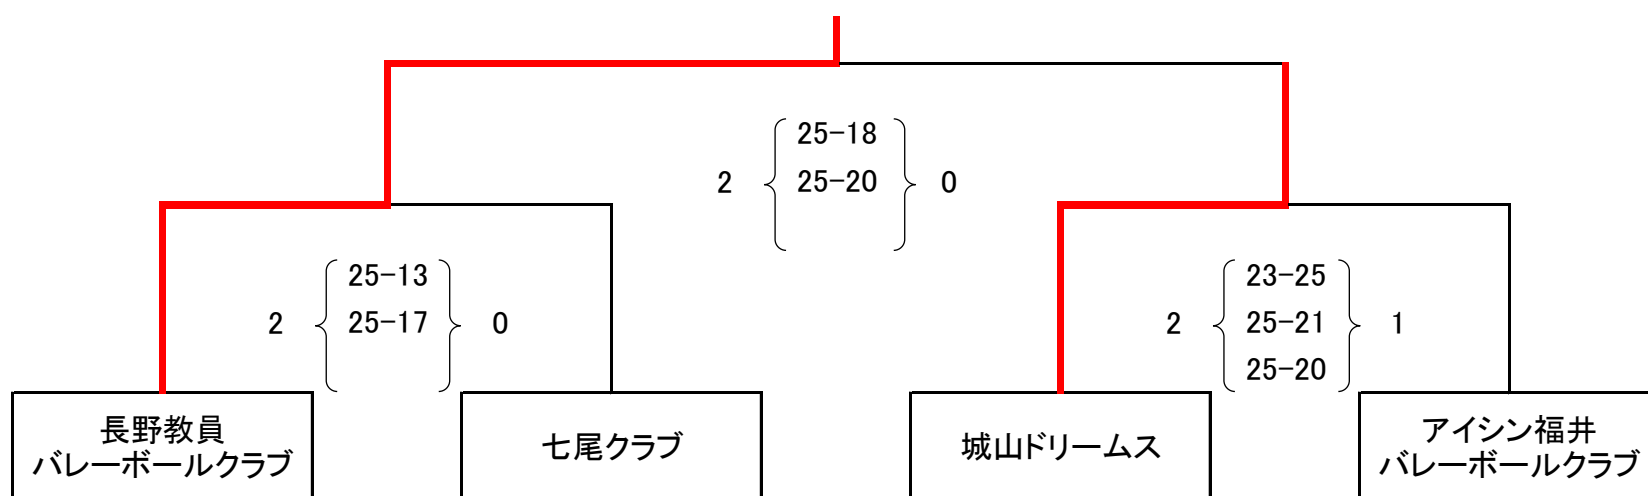 25-18
2 25-20 0
25-13
2 25-17 0
23-25
2 25-21 1
25-20
長野教員
バレーボールクラブ
七尾クラブ
城山ドリームス
アイシン福井
バレーボールクラブ